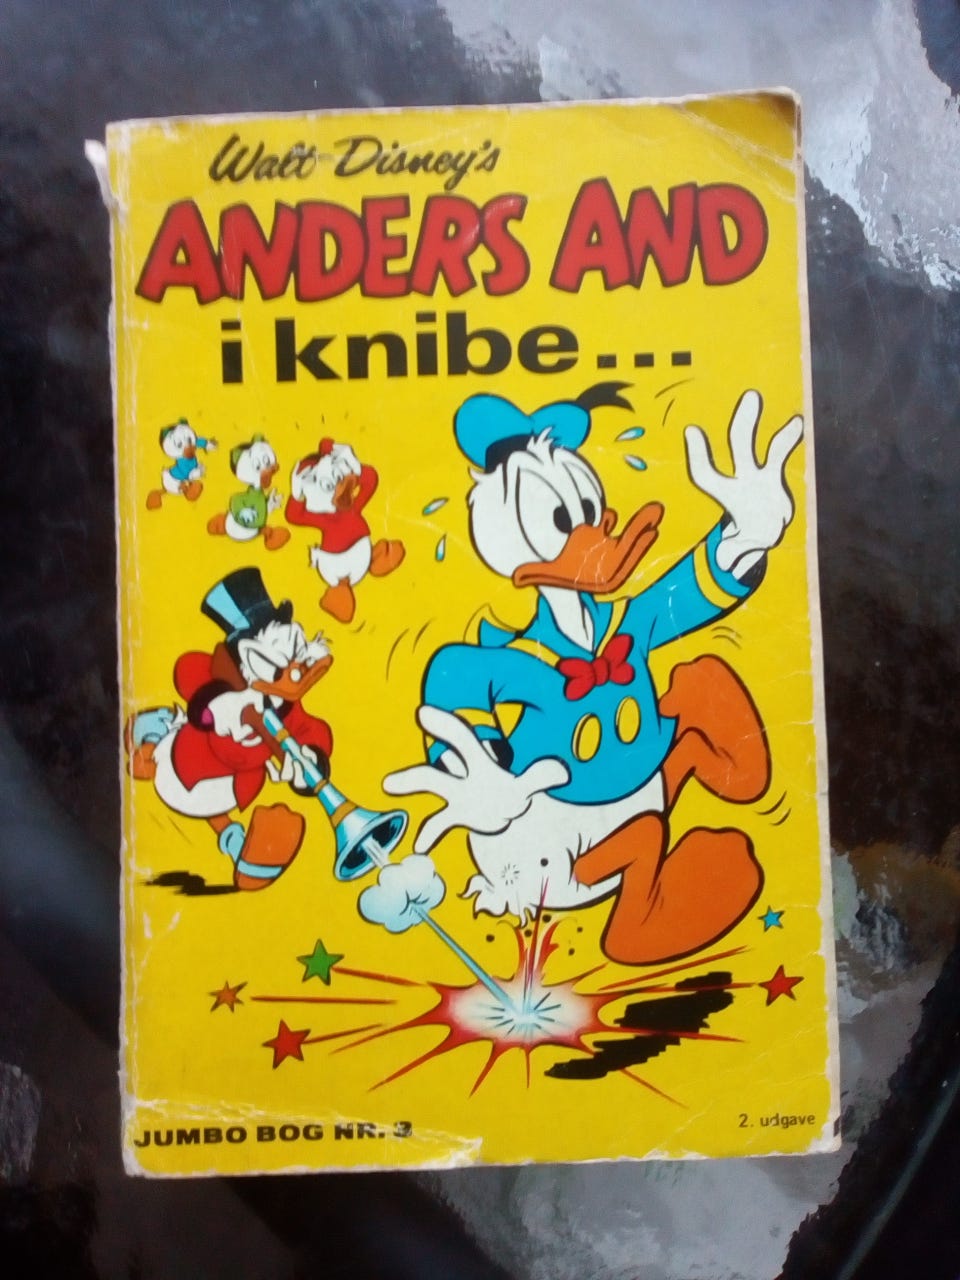 Walt Disney's
ANDERS AND
i knibe...
JUMBO BOG NR. 3
2. udgave